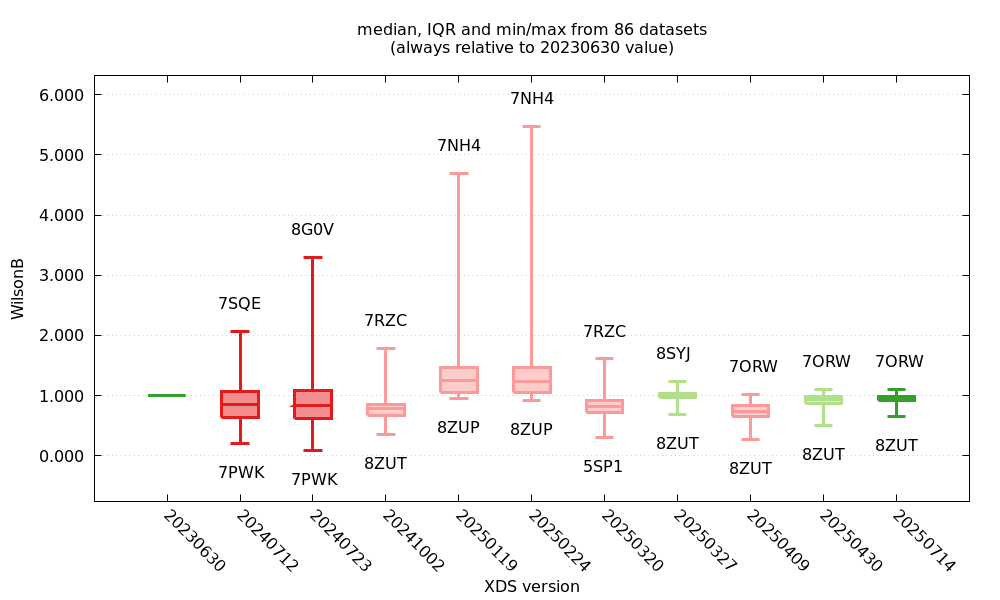 median, IQR and min/max from 86 datasets
(always relative to 20230630 value)
6.000
5.000
4.000
3.000
2.000
1.000
0.000
WilsonB
7SQE
7PWK
8G0V
7PWK
7RZC
8ZUT
7NH4
8ZUP
7NH4
8ZUP
7RZC
5SP1
8SYJ
8ZUT
7ORW
8ZUT
7ORW
8ZUT
7ORW
8ZUT
20230630
20240712
20240723
20241002
20250119
20250224
20250320
20250327
20250409
20250430
20250714
XDS version